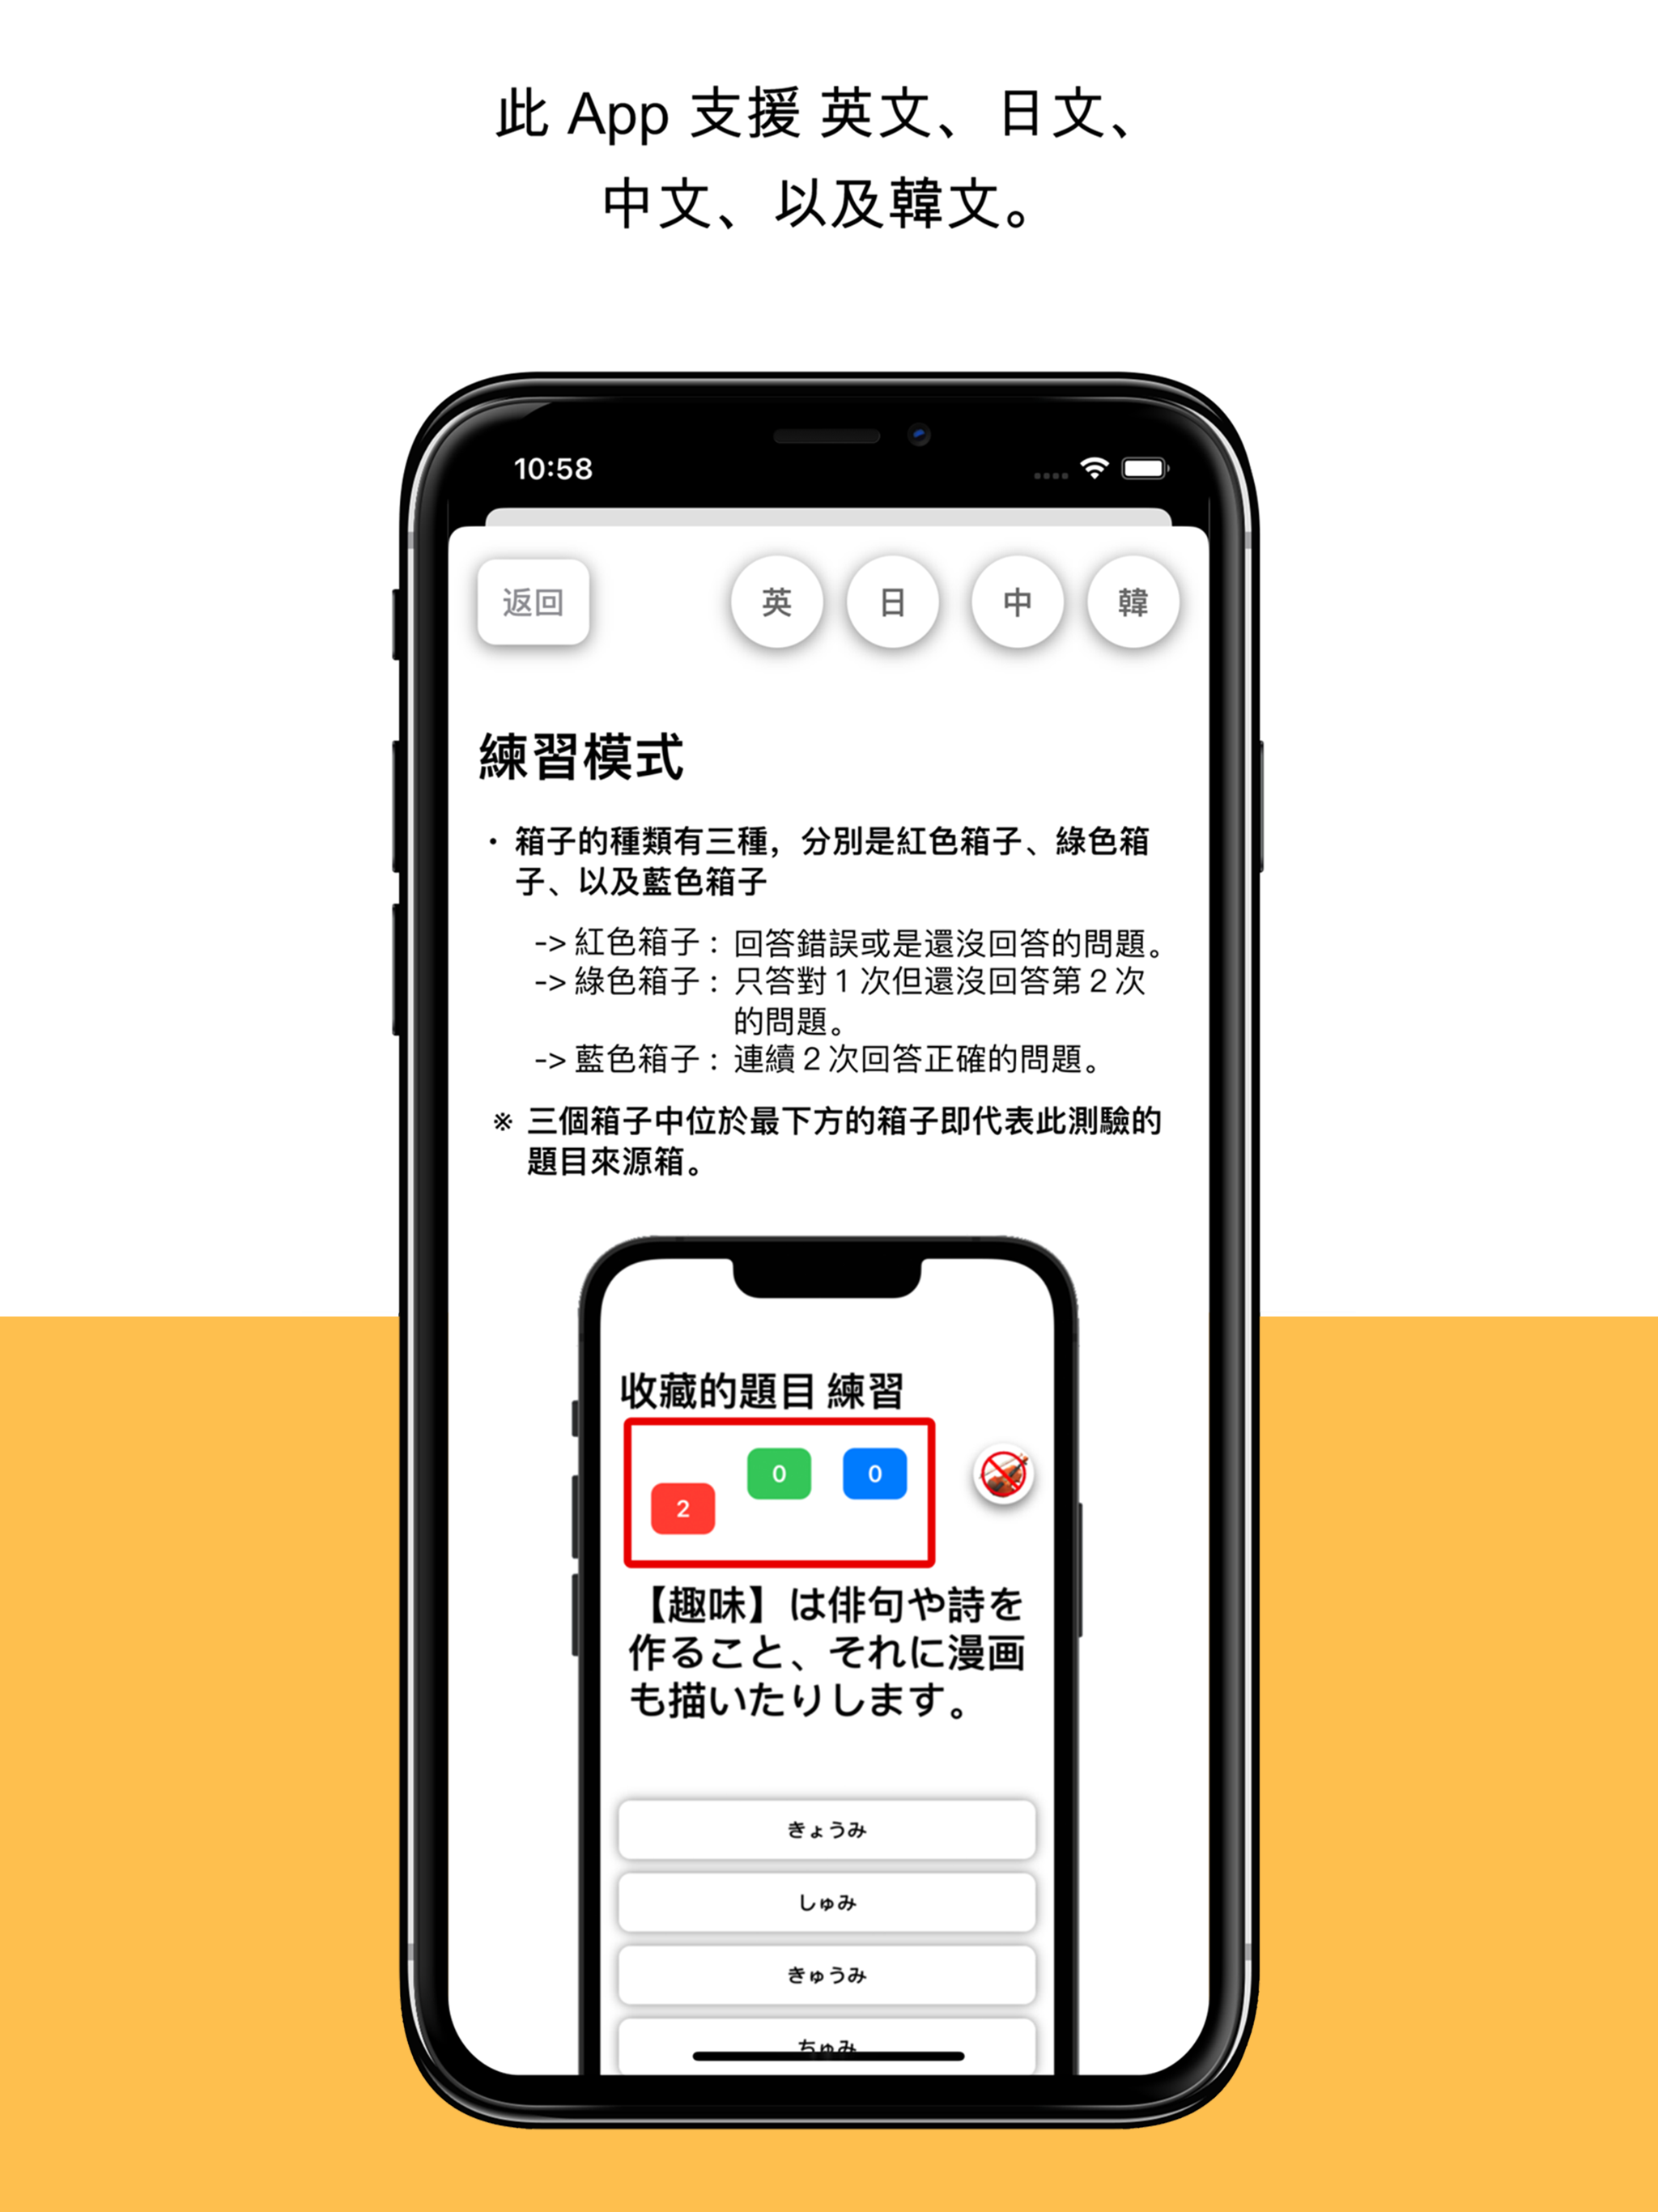 此 App 支援 英文、日文、
中文、以及韓文。
10:58
返回
英
日
中
韓
練習模式
・ 箱子的種類有三種，分別是紅色箱子、綠色箱
子、以及藍色箱子
-> 紅色箱子： 回答錯誤或是還沒回答的問題。
-> 綠色箱子： 只答對 1 次但還沒回答第 2 次
的問題。
-> 藍色箱子： 連續 2 次回答正確的問題。
※ 三個箱子中位於最下方的箱子即代表此測驗的
題目來源箱。
收藏的題目 練習
2
0
0
【趣味】は俳句や詩を
作ること、それに漫画
も描いたりします。
きょうみ
しゅみ
きゅうみ
ちゅみ